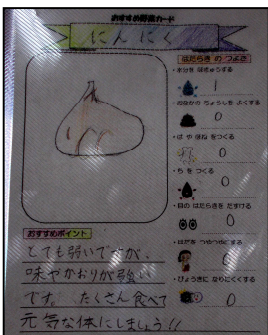 おすすめ野菜カード
にんにく
はたらき の つよさ
・水分を ほきゅうする
1
・おなかの ちょうしを よくする
0
・は や ほね をつくる
0
・ち を つくる
0
・目の はたらきを たすける
0
・はだを つやつやにする
0
・びょうきに なりにくくする
0
おすすめポイント
とても弱いですが、
味やかおりが強い
です。たくさん食べて
元気な体にしましょう!!